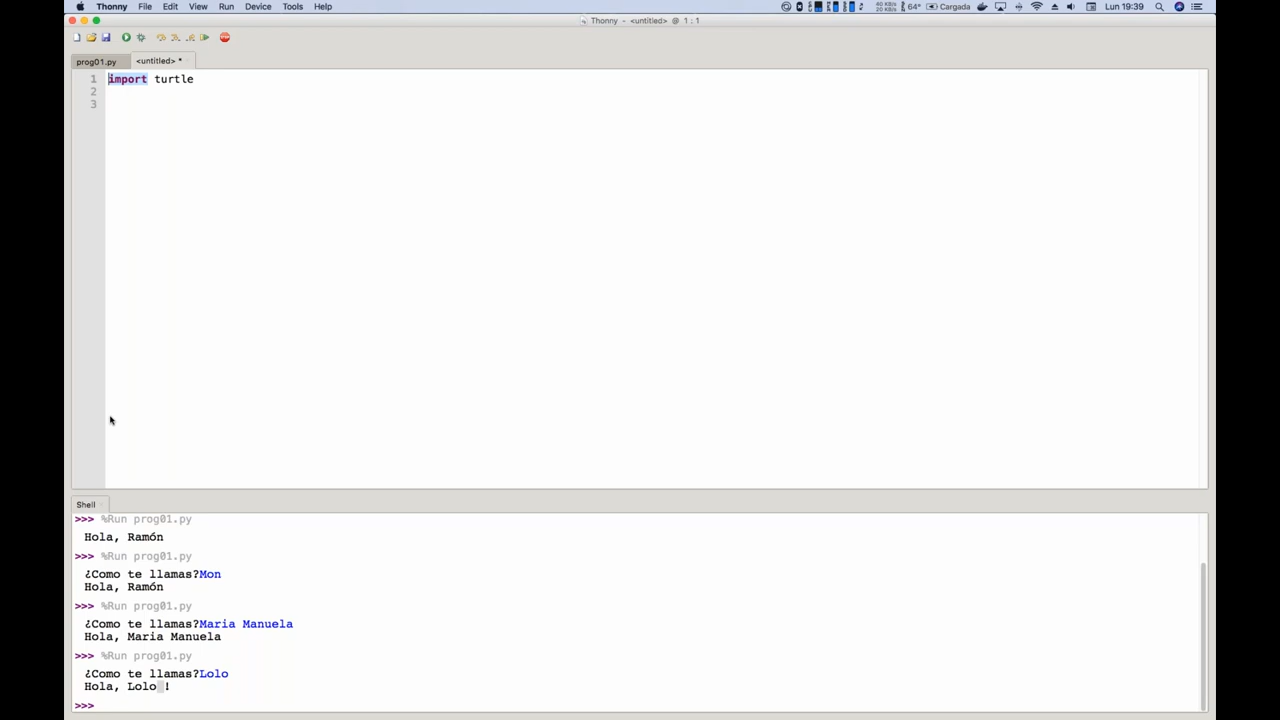 Thonny File Edit View Run Device Tools Help 64° Cargada Lun 19:39
Thonny - <untitled> @ 1 : 1
prog01.py <untitled> *
1 import turtle
2
3
Shell
>>> %Run prog01.py
Hola, Ramón
>>> %Run prog01.py
¿Como te llamas?Mon
Hola, Ramón
>>> %Run prog01.py
¿Como te llamas?Maria Manuela
Hola, Maria Manuela
>>> %Run prog01.py
¿Como te llamas?Lolo
Hola, Lolo !
>>>